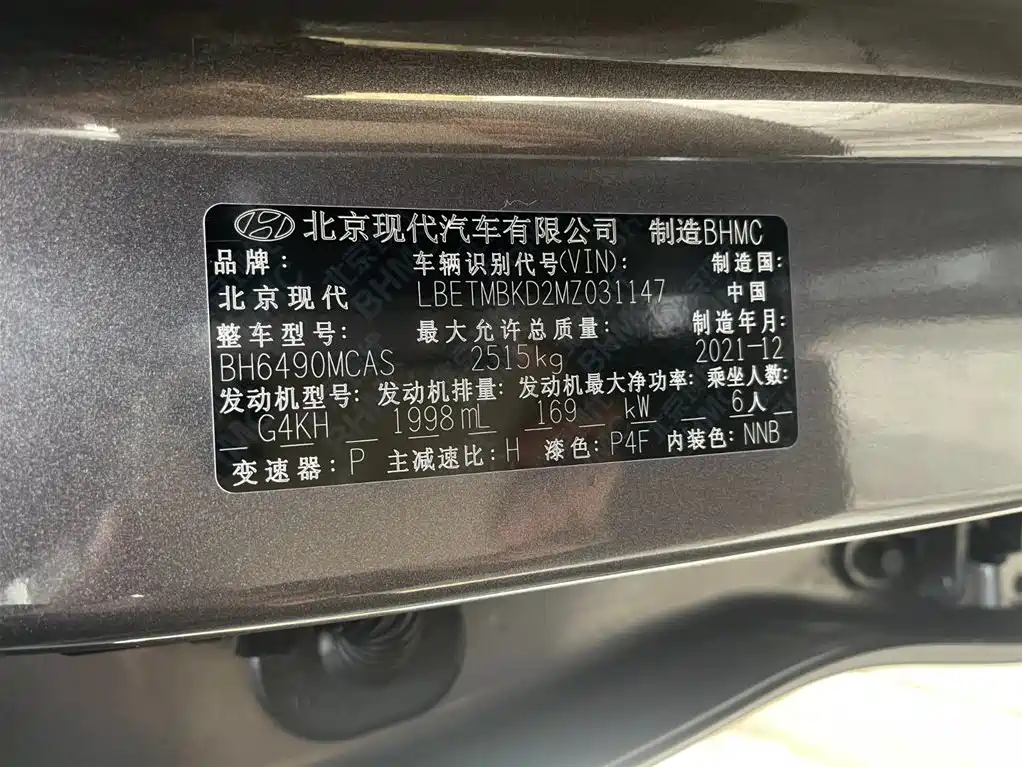 北京现代汽车有限公司 制造BHMC
品牌: 车辆识别代号(VIN): 制造国:
北京现代 LBETMBKD2MZ031147 中国
整车型号: 最大允许总质量: 制造年月:
BH6490MCAS 2515kg 2021-12
发动机型号: 发动机排量: 发动机最大净功率: 乘坐人数:
G4KH 1998mL 169 kW 6人
变速器: P 主减速比: H 漆色: P4F 内装色: NNB